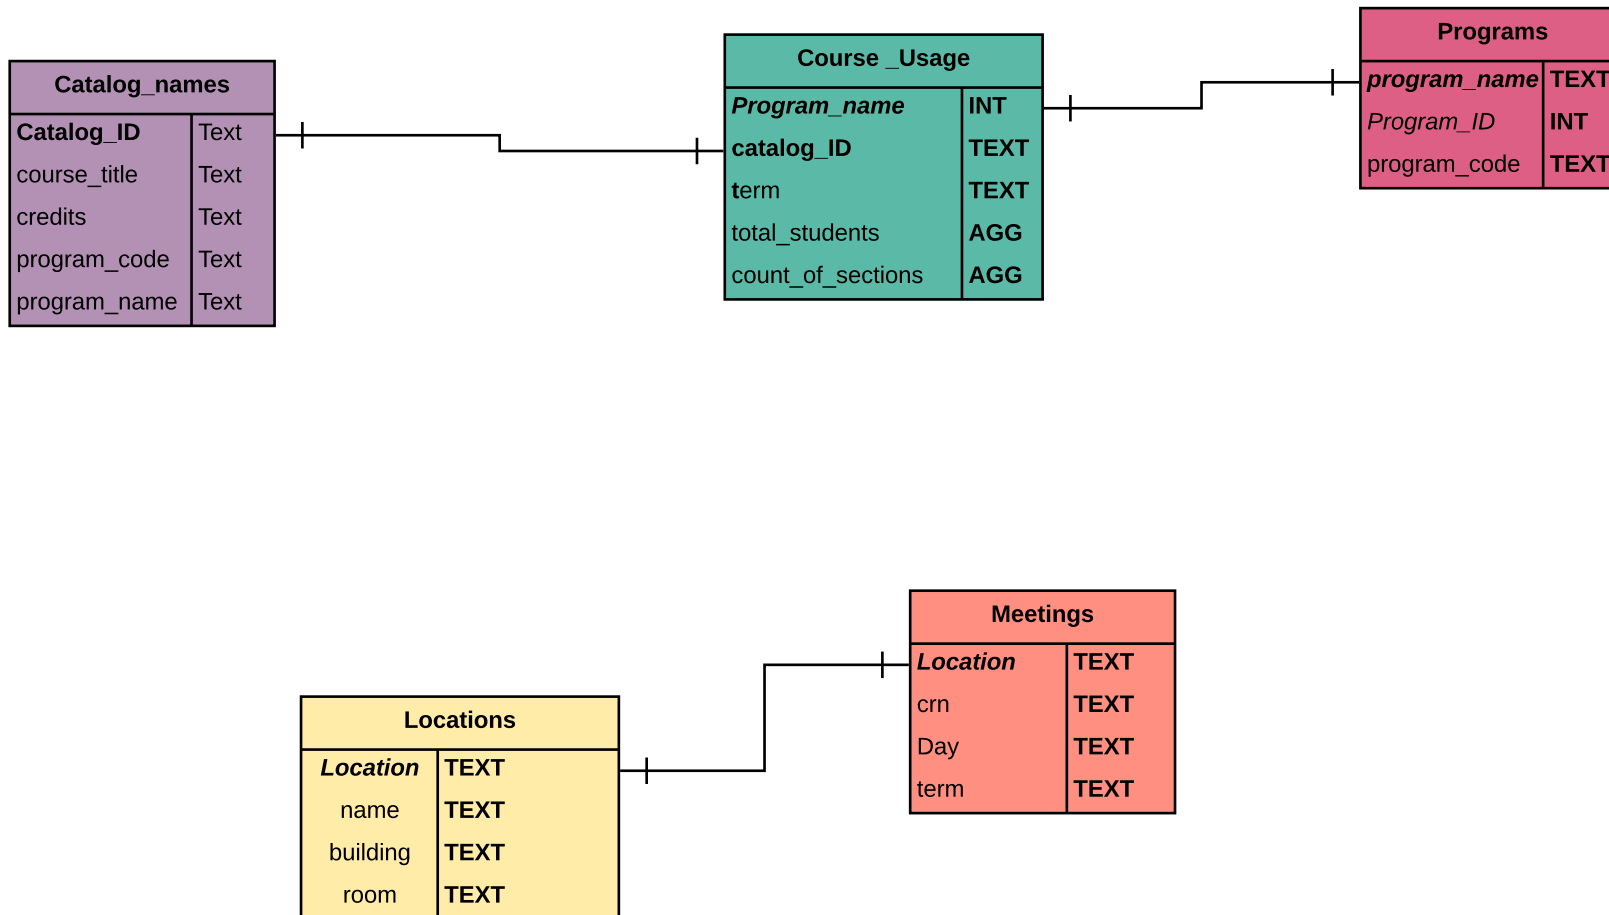 Catalog_names
Catalog_ID Text
course_title Text
credits Text
program_code Text
program_name Text
Course _Usage
Program_name INT
catalog_ID TEXT
term TEXT
total_students AGG
count_of_sections AGG
Programs
program_name TEXT
Program_ID INT
program_code TEXT
Locations
Location TEXT
name TEXT
building TEXT
room TEXT
Meetings
Location TEXT
crn TEXT
Day TEXT
term TEXT